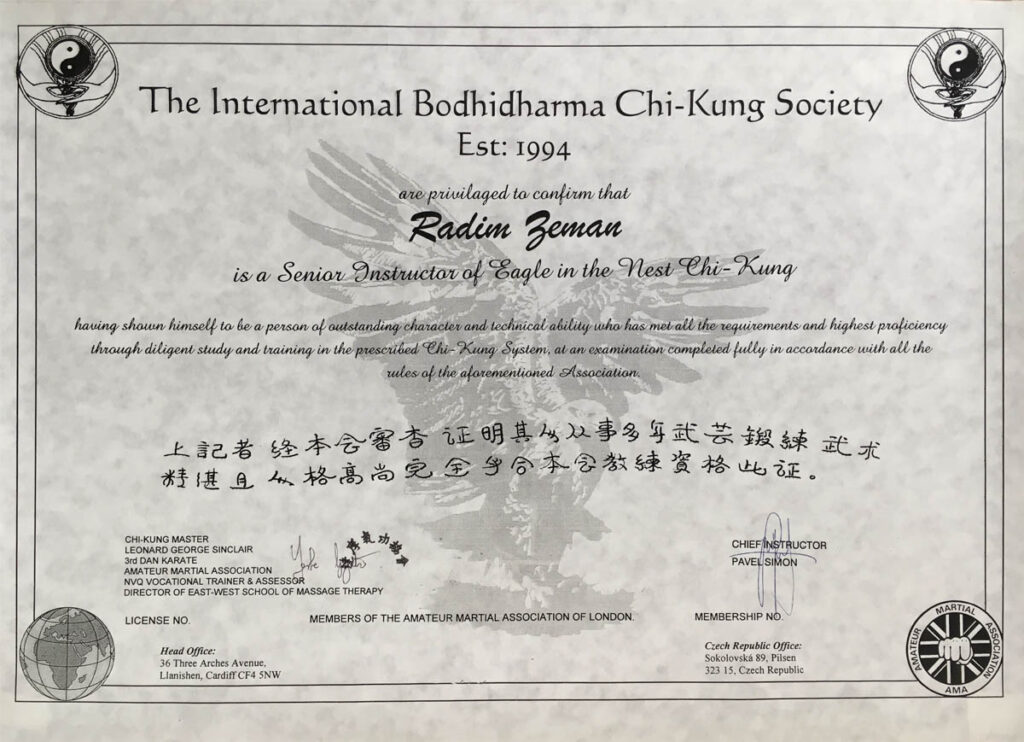 The International Bodhidharma Chi-Kung Society
Est: 1994
are privilaged to confirm that
Radim Zeman
is a Senior Instructor of Eagle in the Nest Chi-Kung
having shown himself to be a person of outstanding character and technical ability who has met all the requirements and highest proficiency
through diligent study and training in the prescribed Chi-Kung System, at an examination completed fully in accordance with all the
rules of the aforementioned Association.
上記者 经本会審查 证明其从事多年武芸鍛練 武求
精湛且 格高尚完全 合本会教練資格此证。
CHI-KUNG MASTER
LEONARD GEORGE SINCLAIR
3rd DAN KARATE
AMATEUR MARTIAL ASSOCIATION
NVQ VOCATIONAL TRAINER & ASSESSOR
DIRECTOR OF EAST-WEST SCHOOL OF MASSAGE THERAPY
氣功
CHIEF INSTRUCTOR
PAVEL SIMON
LICENSE NO.
MEMBERS OF THE AMATEUR MARTIAL ASSOCIATION OF LONDON.
MEMBERSHIP NO.
Head Office:
36 Three Arches Avenue,
Llanishen, Cardiff CF4 5NW
Czech Republic Office:
Sokolovská 89, Pilsen
323 15, Czech Republic
AMATEUR MARTIAL ASSOCIATION
AMA